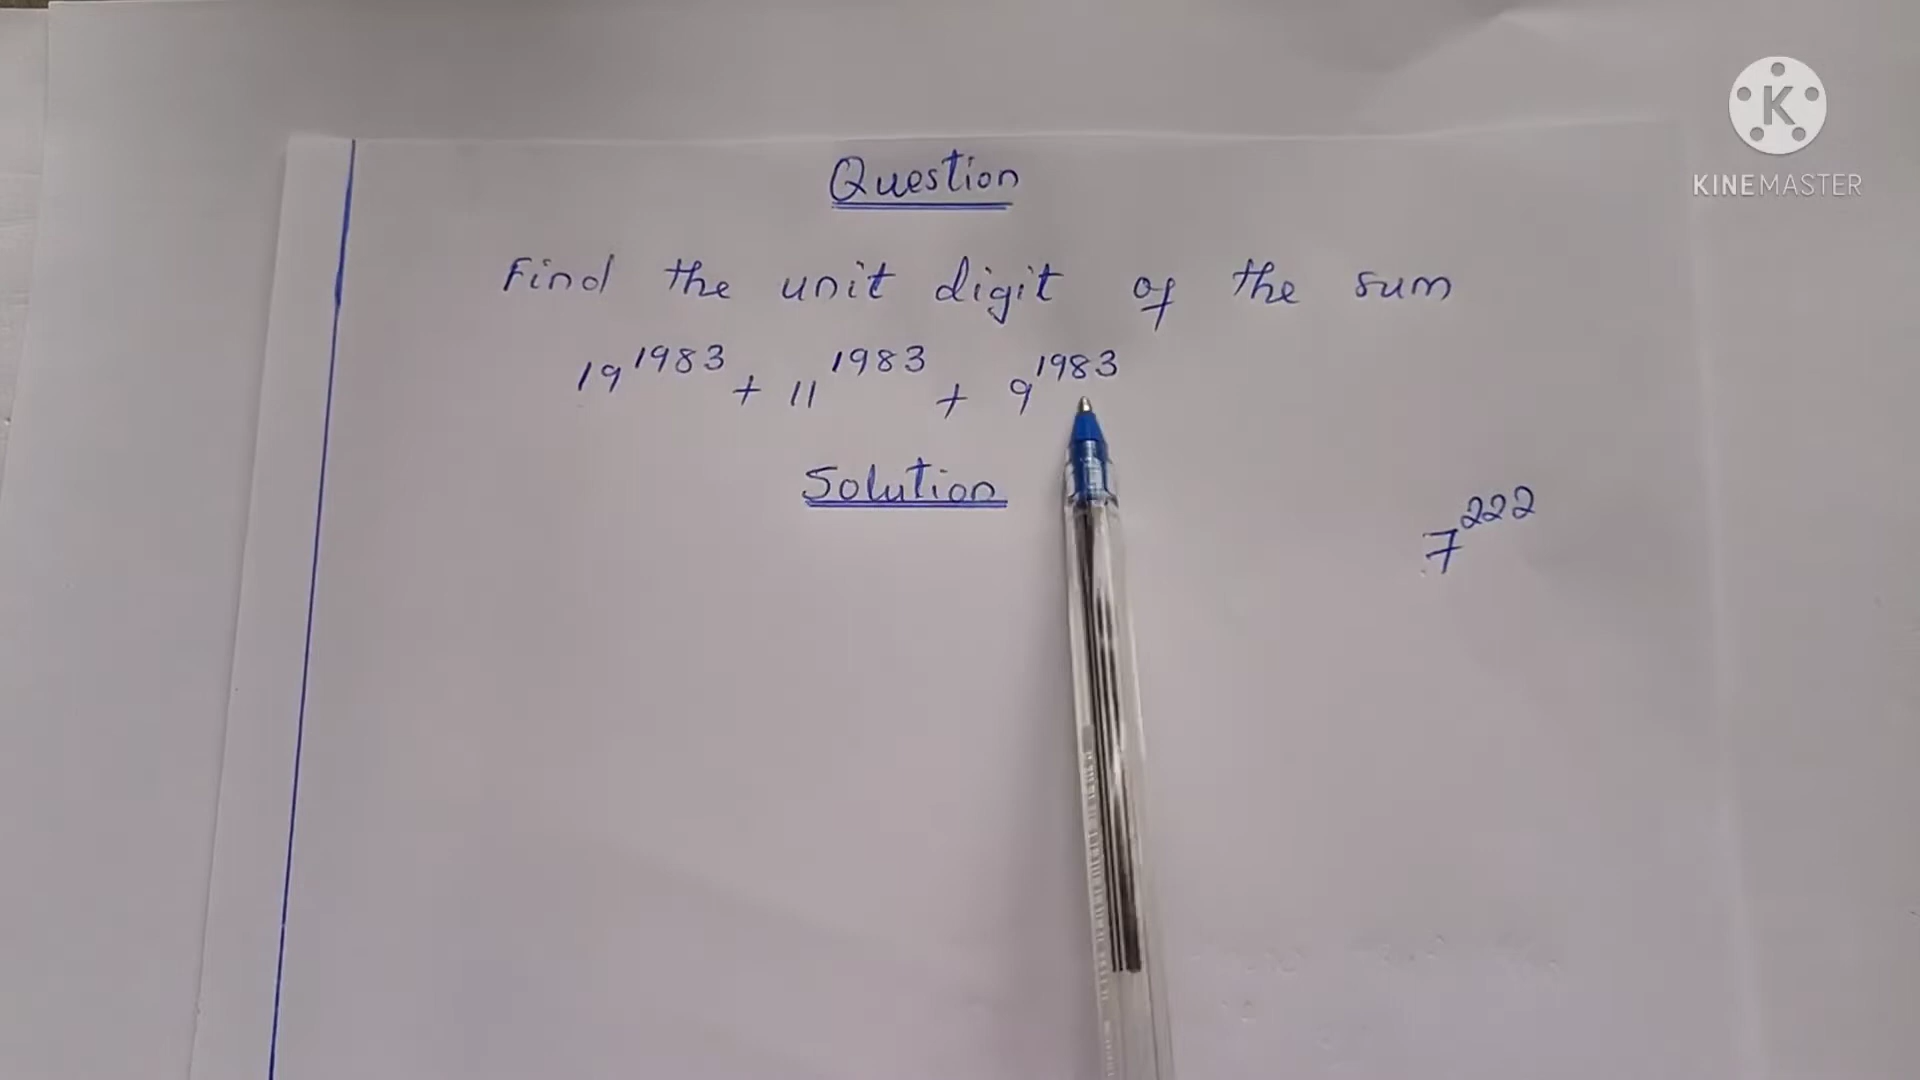 KINEMASTER
Question
Find the unit digit of the sum
19^1983 + 11^1983 + 9^1983
Solution
7^222